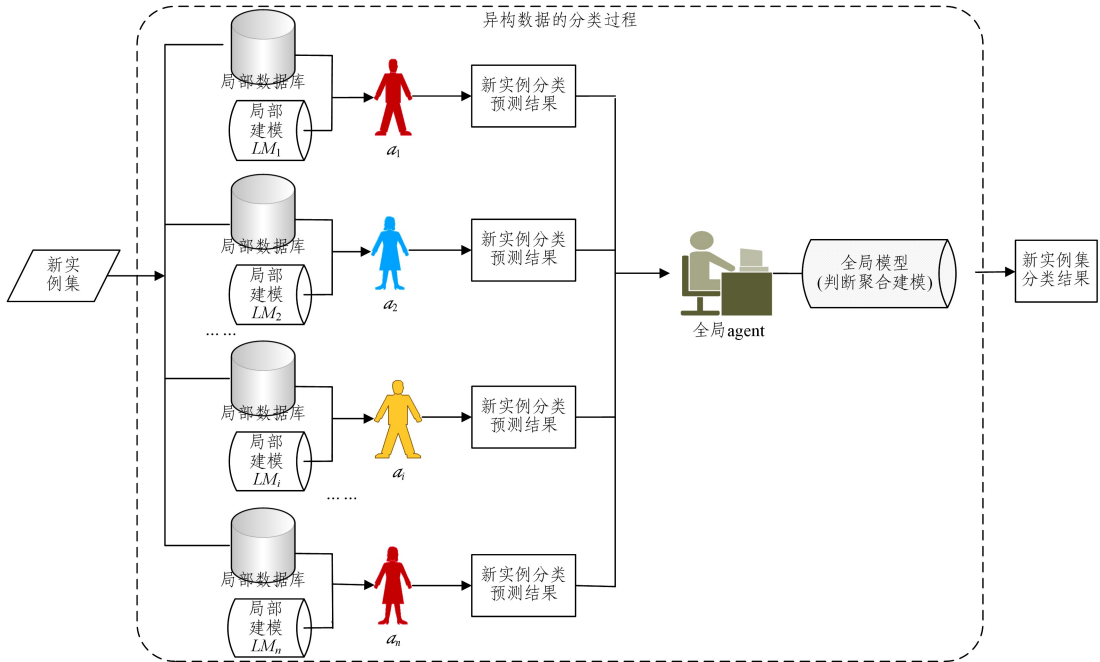 异构数据的分类过程
新实
例集
局部数据库
局部
建模
LM1
a1
新实例分类
预测结果
局部数据库
局部
建模
LM2
a2
新实例分类
预测结果
……
局部数据库
局部
建模
LMi
ai
新实例分类
预测结果
……
局部数据库
局部
建模
LMn
an
新实例分类
预测结果
全局agent
全局模型
(判断聚合建模)
新实例集
分类结果